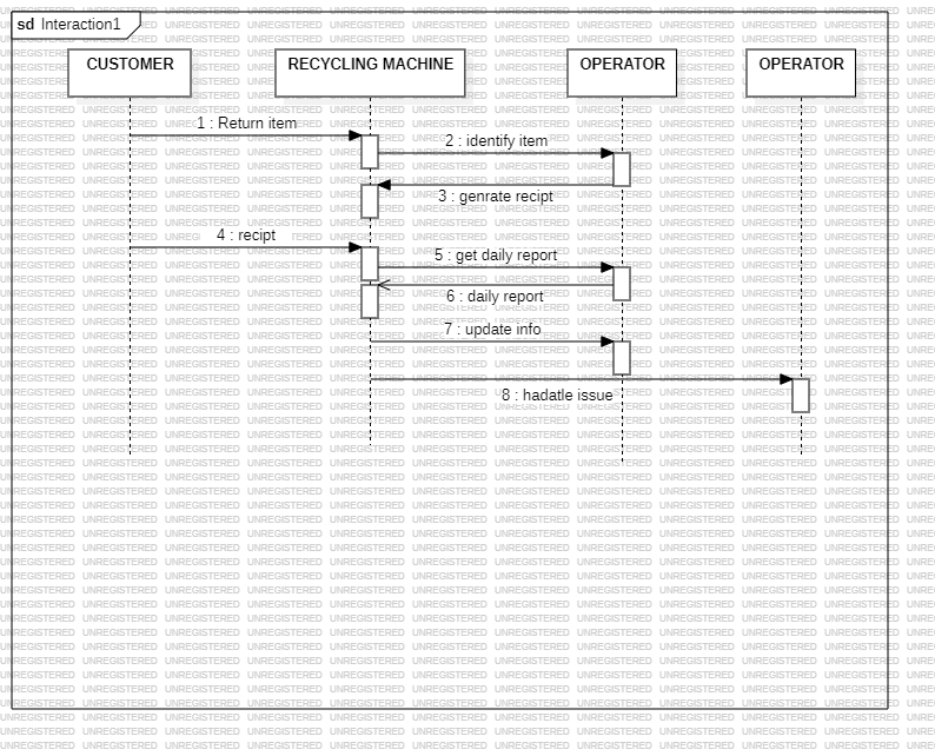 sd Interaction1
CUSTOMER
RECYCLING MACHINE
OPERATOR
OPERATOR
1 : Return item
2 : identify item
3 : genrate recipt
4 : recipt
5 : get daily report
6 : daily report
7 : update info
8 : hadatle issue
UNREGISTERED